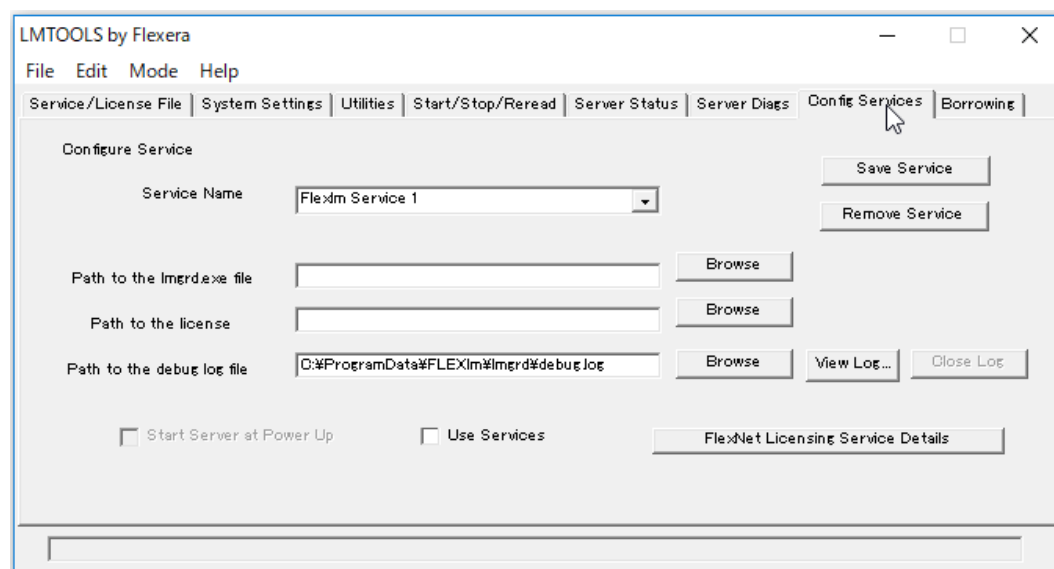 LMTOOLS by Flexera
File Edit Mode Help
Service/License File System Settings Utilities Start/Stop/Reread Server Status Server Diags Config Services Borrowing
Configure Service
Save Service
Service Name Flexlm Service 1
Remove Service
Path to the lmgrd.exe file Browse
Path to the license Browse
Path to the debug log file C:¥ProgramData¥FLEXlm¥lmgrd¥debug.log Browse View Log... Close Log
Start Server at Power Up Use Services FlexNet Licensing Service Details